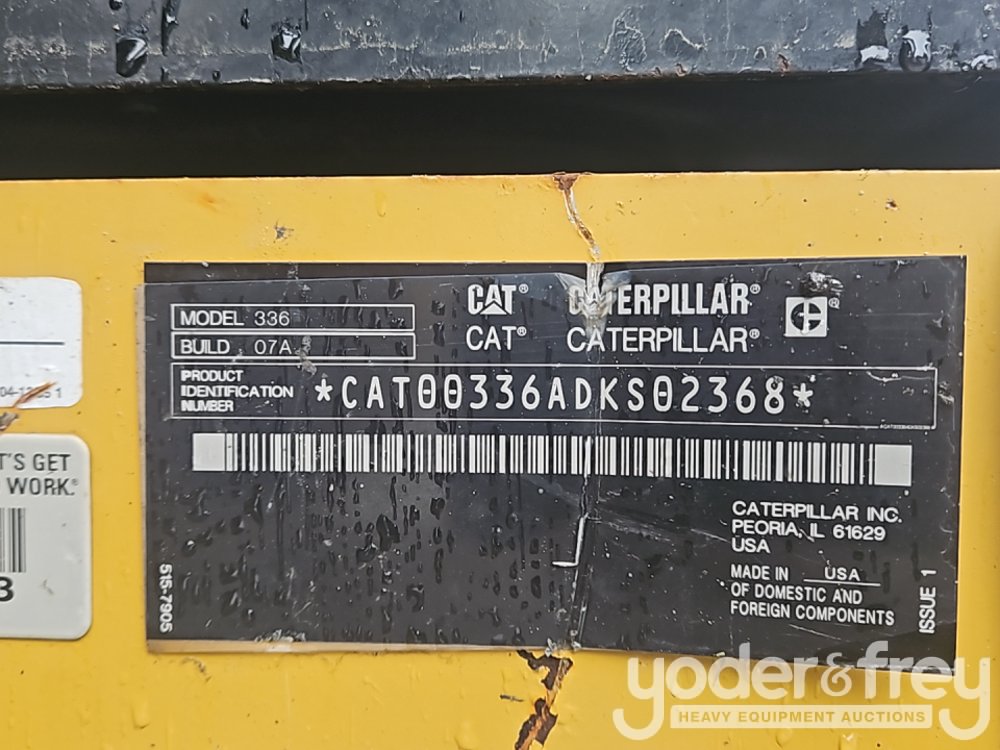 CAT® CATERPILLAR® ®
CAT® CATERPILLAR®
MODEL 336
BUILD 07A
PRODUCT
IDENTIFICATION
NUMBER
*CAT00336ADKS02368*
CATERPILLAR INC.
PEORIA, IL 61629
USA
MADE IN USA
OF DOMESTIC AND
FOREIGN COMPONENTS
ISSUE 1
515-7905
T'S GET
WORK.®
yoder&frey
HEAVY EQUIPMENT AUCTIONS